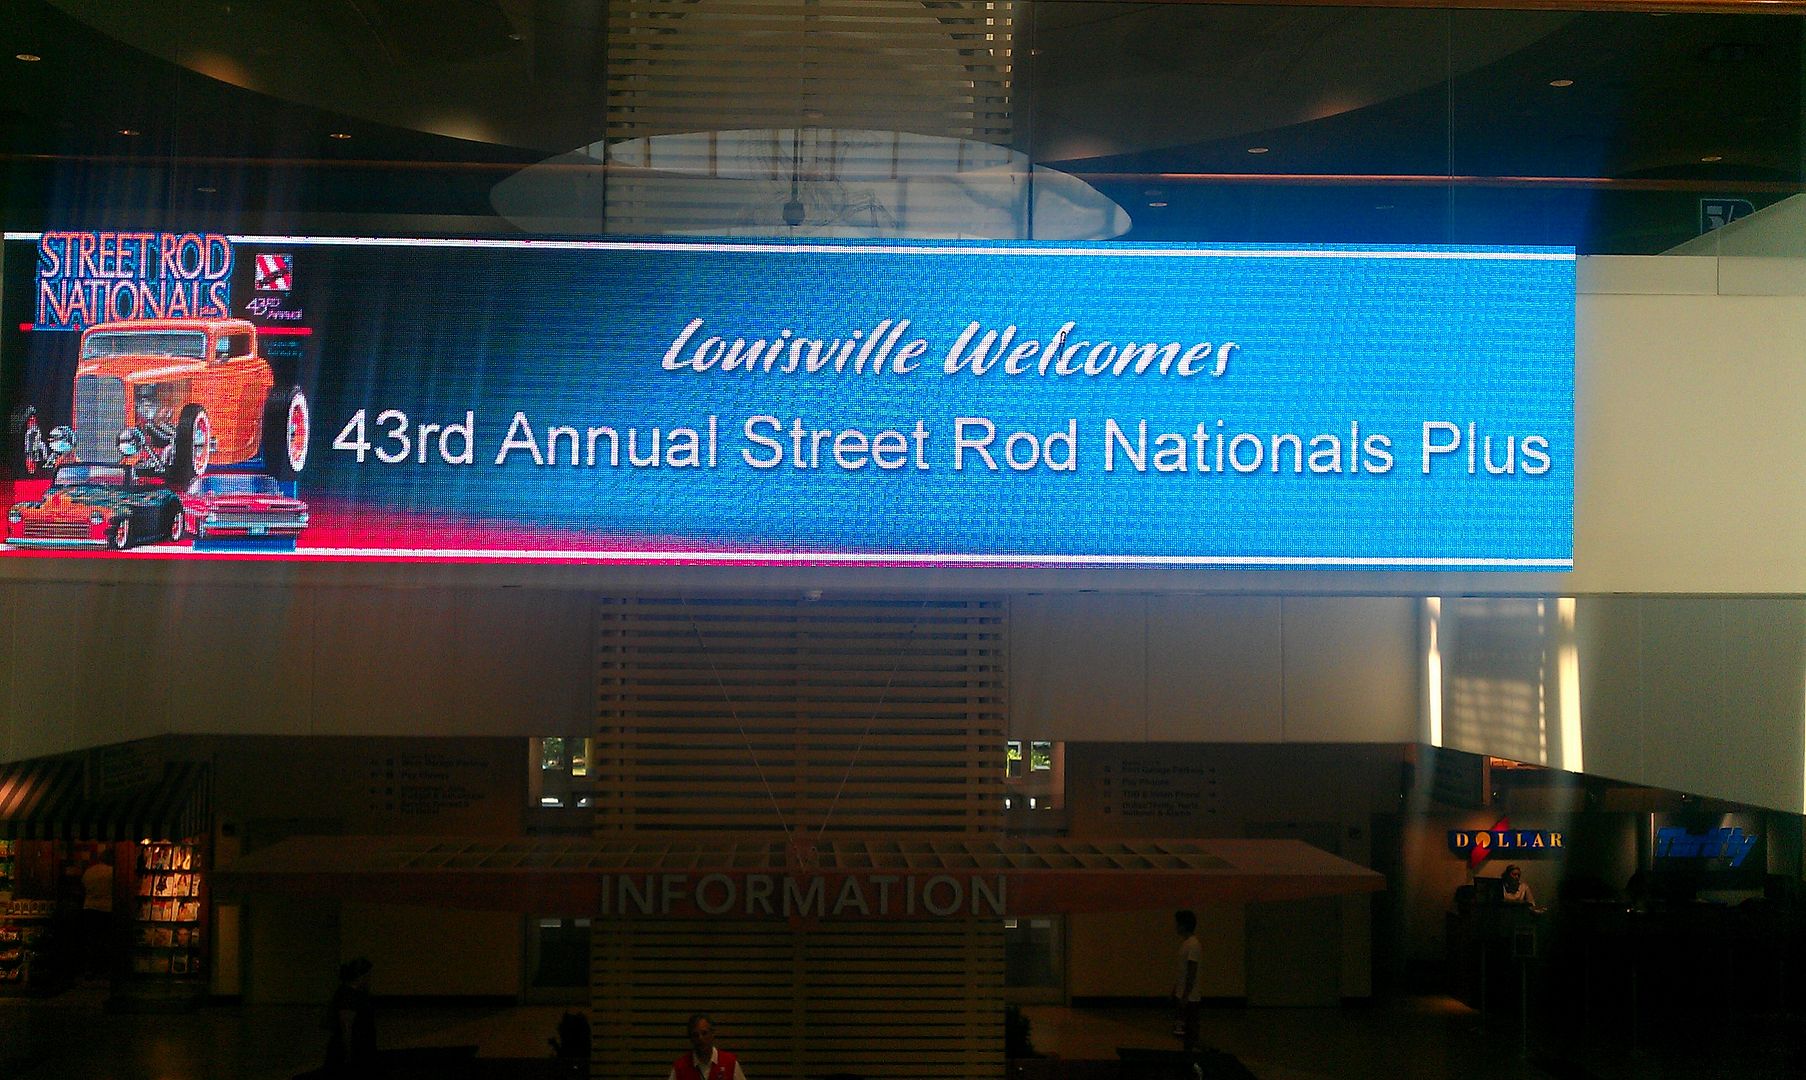 STREET ROD
NATIONALS
43RD
Annual
Louisville Welcomes
43rd Annual Street Rod Nationals Plus
INFORMATION
DOLLAR
Thrifty